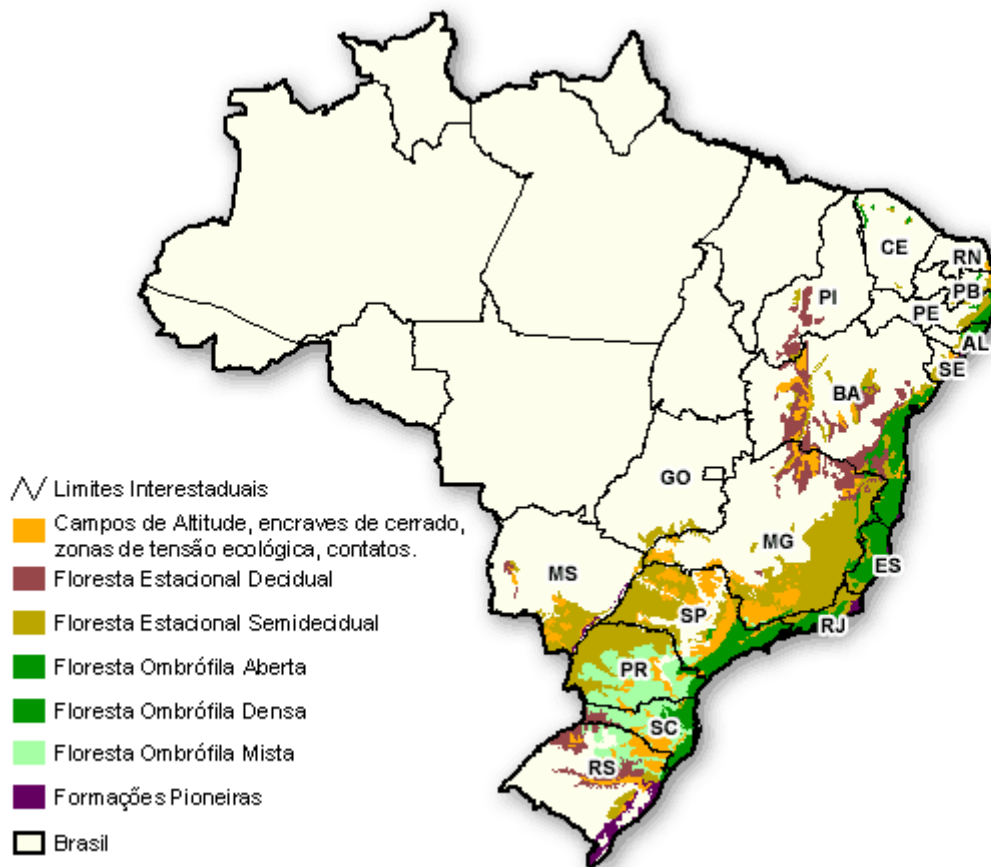 CE
RN
PB
PI
PE
AL
SE
BA
GO
MG
MS
ES
SP
RJ
PR
SC
RS
Limites Interestaduais
Campos de Altitude, encraves de cerrado,
zonas de tensão ecológica, contatos.
Floresta Estacional Decidual
Floresta Estacional Semidecidual
Floresta Ombrófila Aberta
Floresta Ombrófila Densa
Floresta Ombrófila Mista
Formações Pioneiras
Brasil